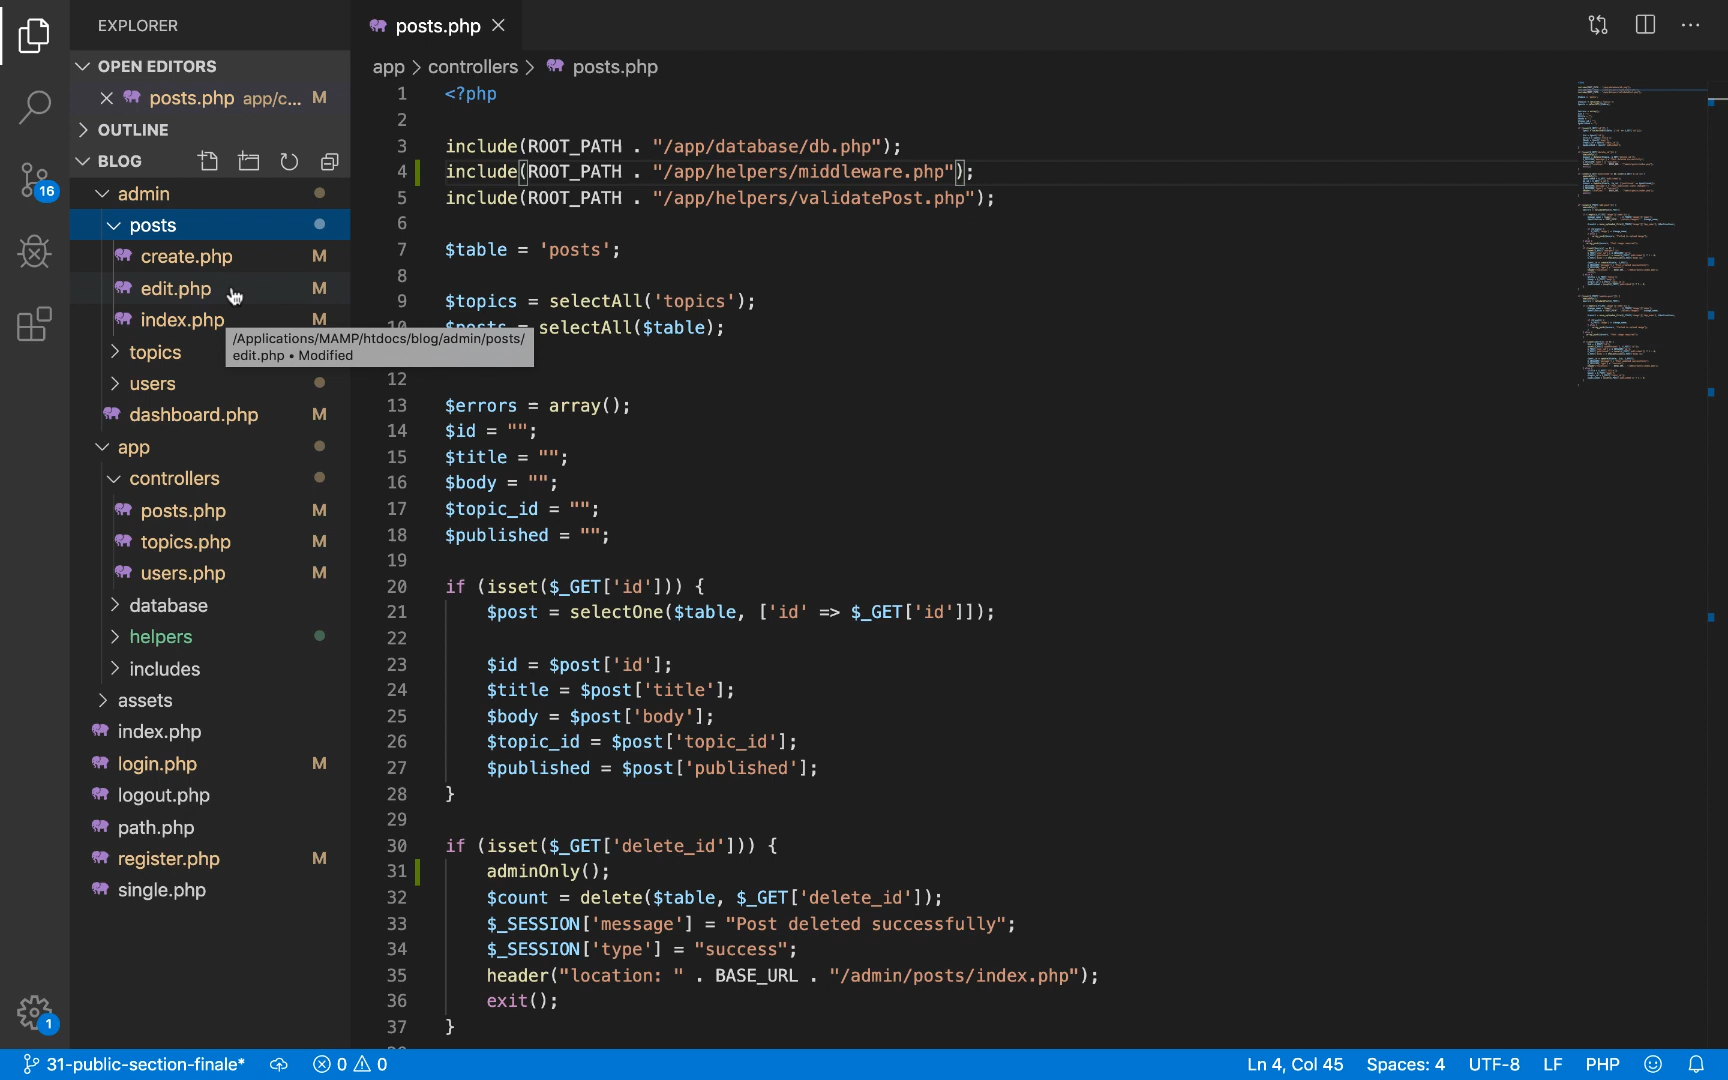 EXPLORER
OPEN EDITORS
posts.php app/c... M
OUTLINE
BLOG
admin
posts
create.php M
edit.php M
index.php M
topics
users
dashboard.php M
app
controllers
posts.php M
topics.php M
users.php M
database
helpers
includes
assets
index.php
login.php M
logout.php
path.php
register.php M
single.php
16
1
/Applications/MAMP/htdocs/blog/admin/posts/
edit.php • Modified
posts.php
app > controllers > posts.php
1 <?php
2
3 include(ROOT_PATH . "/app/database/db.php");
4 include(ROOT_PATH . "/app/helpers/middleware.php");
5 include(ROOT_PATH . "/app/helpers/validatePost.php");
6
7 $table = 'posts';
8
9 $topics = selectAll('topics');
10 $posts = selectAll($table);
12
13 $errors = array();
14 $id = "";
15 $title = "";
16 $body = "";
17 $topic_id = "";
18 $published = "";
19
20 if (isset($_GET['id'])) {
21 $post = selectOne($table, ['id' => $_GET['id']]);
22
23 $id = $post['id'];
24 $title = $post['title'];
25 $body = $post['body'];
26 $topic_id = $post['topic_id'];
27 $published = $post['published'];
28 }
29
30 if (isset($_GET['delete_id'])) {
31 adminOnly();
32 $count = delete($table, $_GET['delete_id']);
33 $_SESSION['message'] = "Post deleted successfully";
34 $_SESSION['type'] = "success";
35 header("location: " . BASE_URL . "/admin/posts/index.php");
36 exit();
37 }
31-public-section-finale* 0 0 Ln 4, Col 45 Spaces: 4 UTF-8 LF PHP